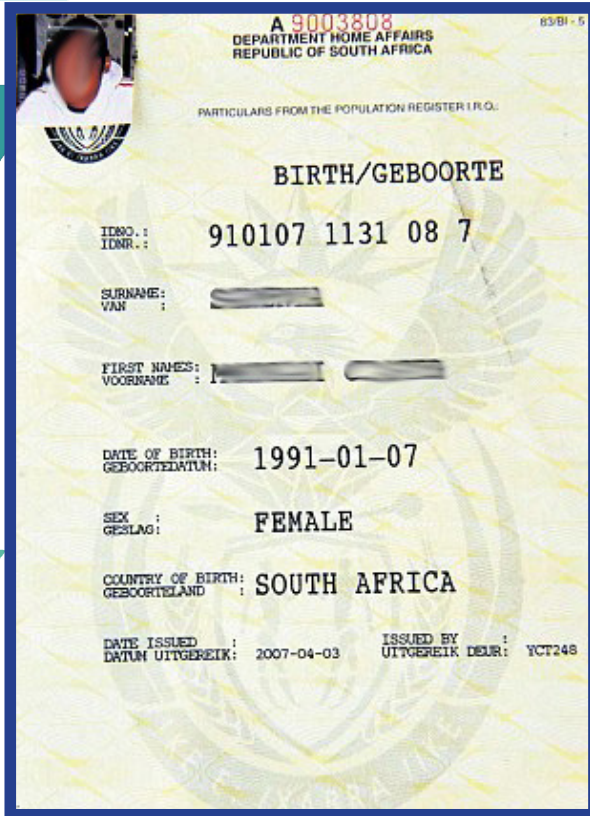 A 9003808
83/BI - 5
DEPARTMENT HOME AFFAIRS
REPUBLIC OF SOUTH AFRICA
PARTICULARS FROM THE POPULATION REGISTER I.R.O.:
BIRTH/GEBOORTE
IDNO.:
IDNR.: 910107 1131 08 7
SURNAME:
VAN :
FIRST NAMES:
VOORNAME :
DATE OF BIRTH:
GEBOORTEDATUM: 1991-01-07
SEX :
GESLAG: FEMALE
COUNTRY OF BIRTH:
GEBOORTELAND : SOUTH AFRICA
DATE ISSUED : ISSUED BY :
DATUM UITGEREIK: 2007-04-03 UITGEREIK DEUR: YCT248